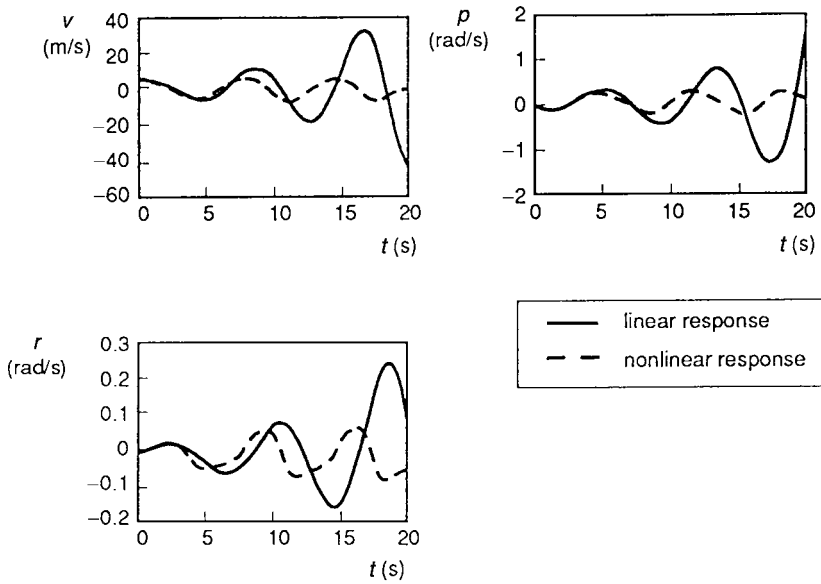 v
(m/s)
40
20
0
−20
−40
−60
0 5 10 15 20
t (s)
p
(rad/s)
2
1
0
−1
−2
0 5 10 15 20
t (s)
r
(rad/s)
0.3
0.2
0.1
0
−0.1
−0.2
0 5 10 15 20
t (s)
linear response
nonlinear response